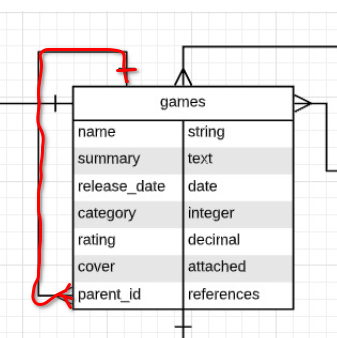 games
name string
summary text
release_date date
category integer
rating decimal
cover attached
parent_id references